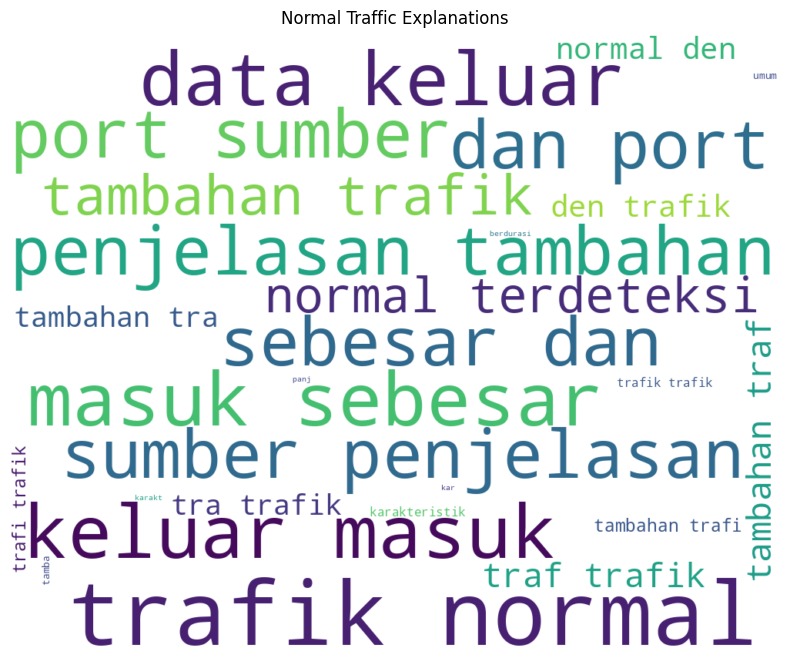 Normal Traffic Explanations
normal den
data keluar
umum
port sumber
dan port
tambahan trafik
den trafik
penjelasan tambahan
berdurasi
normal terdeteksi
tambahan tra
sebesar dan
tambahan traf
masuk sebesar
panj
trafik trafik
sumber penjelasan
trafi trafik
kar
karakt
tra trafik
karakteristik
keluar masuk
tambahan trafi
tamba
traf trafik
trafik normal